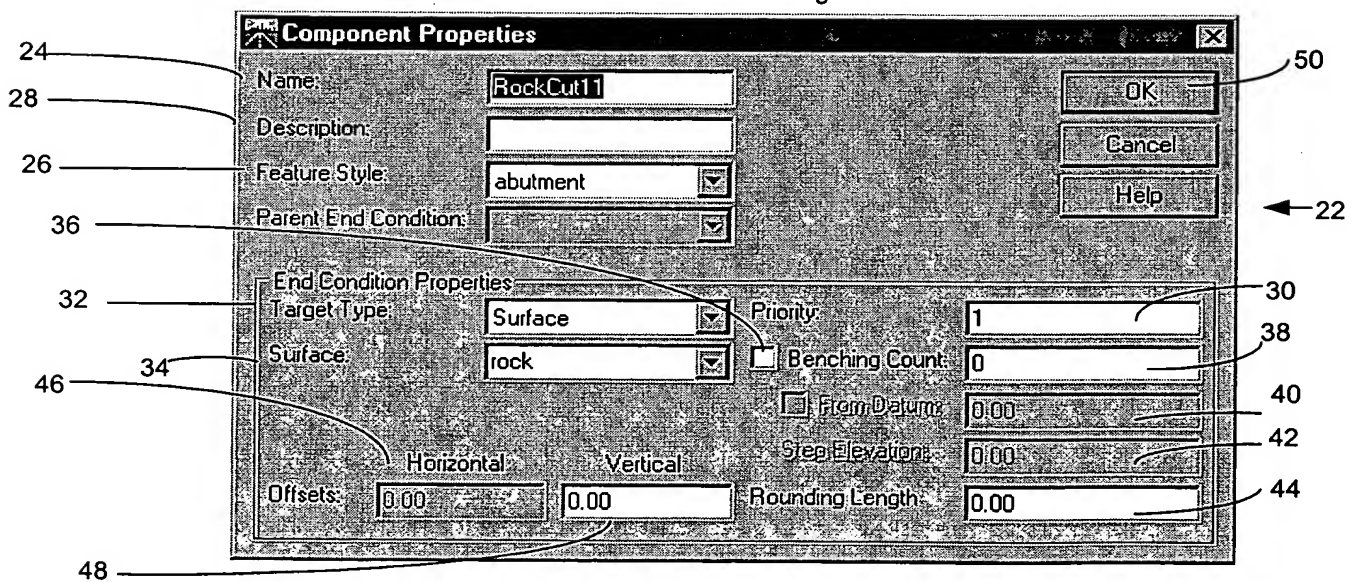 Component Properties
24
50
Name:
RockCut11
OK
28
Description:
Cancel
26
Feature Style:
abutment
Help
22
Parent End Condition:
36
End Condition Properties
32
Target Type:
Surface
Priority:
1
30
34
Surface:
rock
Benching Count:
0
38
46
From Datum:
0.00
40
Step Elevation:
0.00
42
Horizontal
Vertical
Offsets:
0.00
0.00
Rounding Length
0.00
44
48